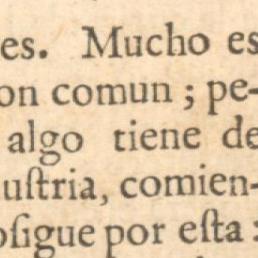 es. Mucho es
on comun ; pe-
algo tiene de
uſtria, comien-
oſigue por eſta :